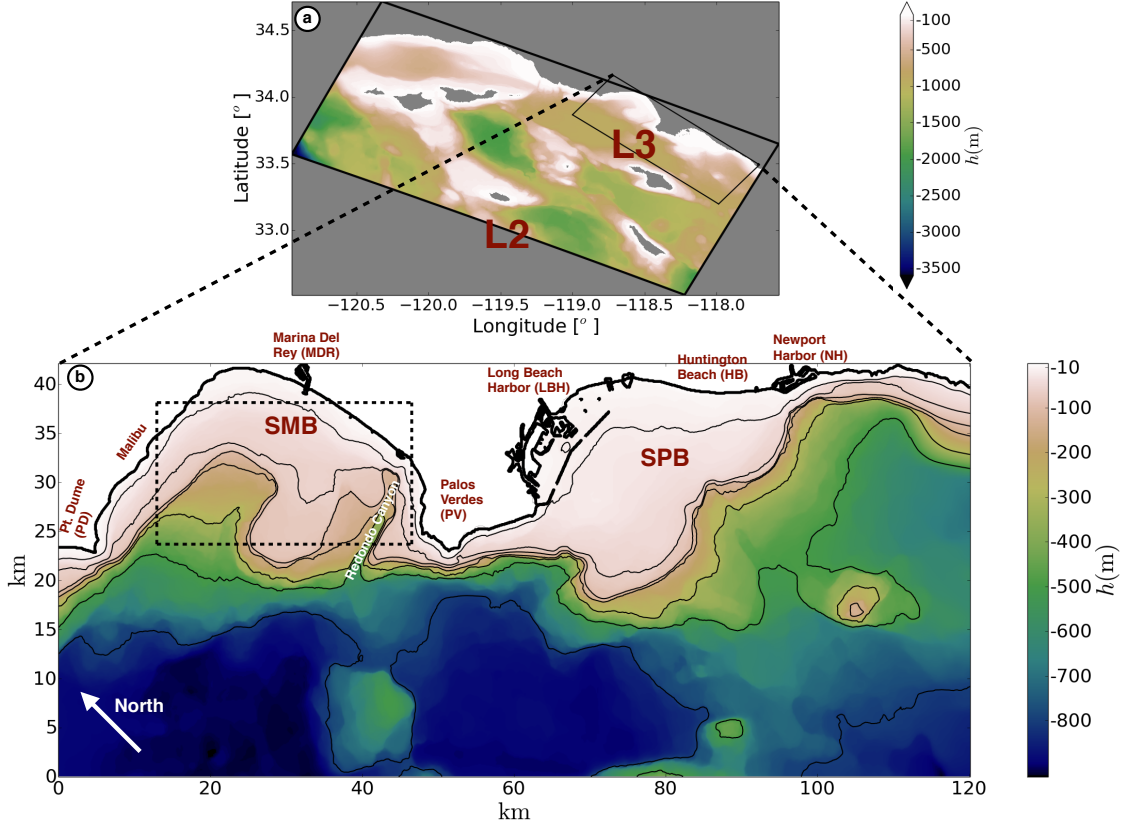 a
34.5
34.0
33.5
33.0
Latitude [°]
−120.5
−120.0
−119.5
−119.0
−118.5
−118.0
Longitude [°]
L3
L2
-100
-500
-1000
-1500
-2000
-2500
-3000
-3500
h(m)
b
Marina Del
Rey (MDR)
Long Beach
Harbor (LBH)
Huntington
Beach (HB)
Newport
Harbor (NH)
Malibu
Pt. Dume
(PD)
SMB
SPB
Palos
Verdes
(PV)
Redondo Canyon
North
40
35
30
25
20
15
10
5
0
km
0
20
40
60
80
100
120
km
-10
-100
-200
-300
-400
-500
-600
-700
-800
h(m)